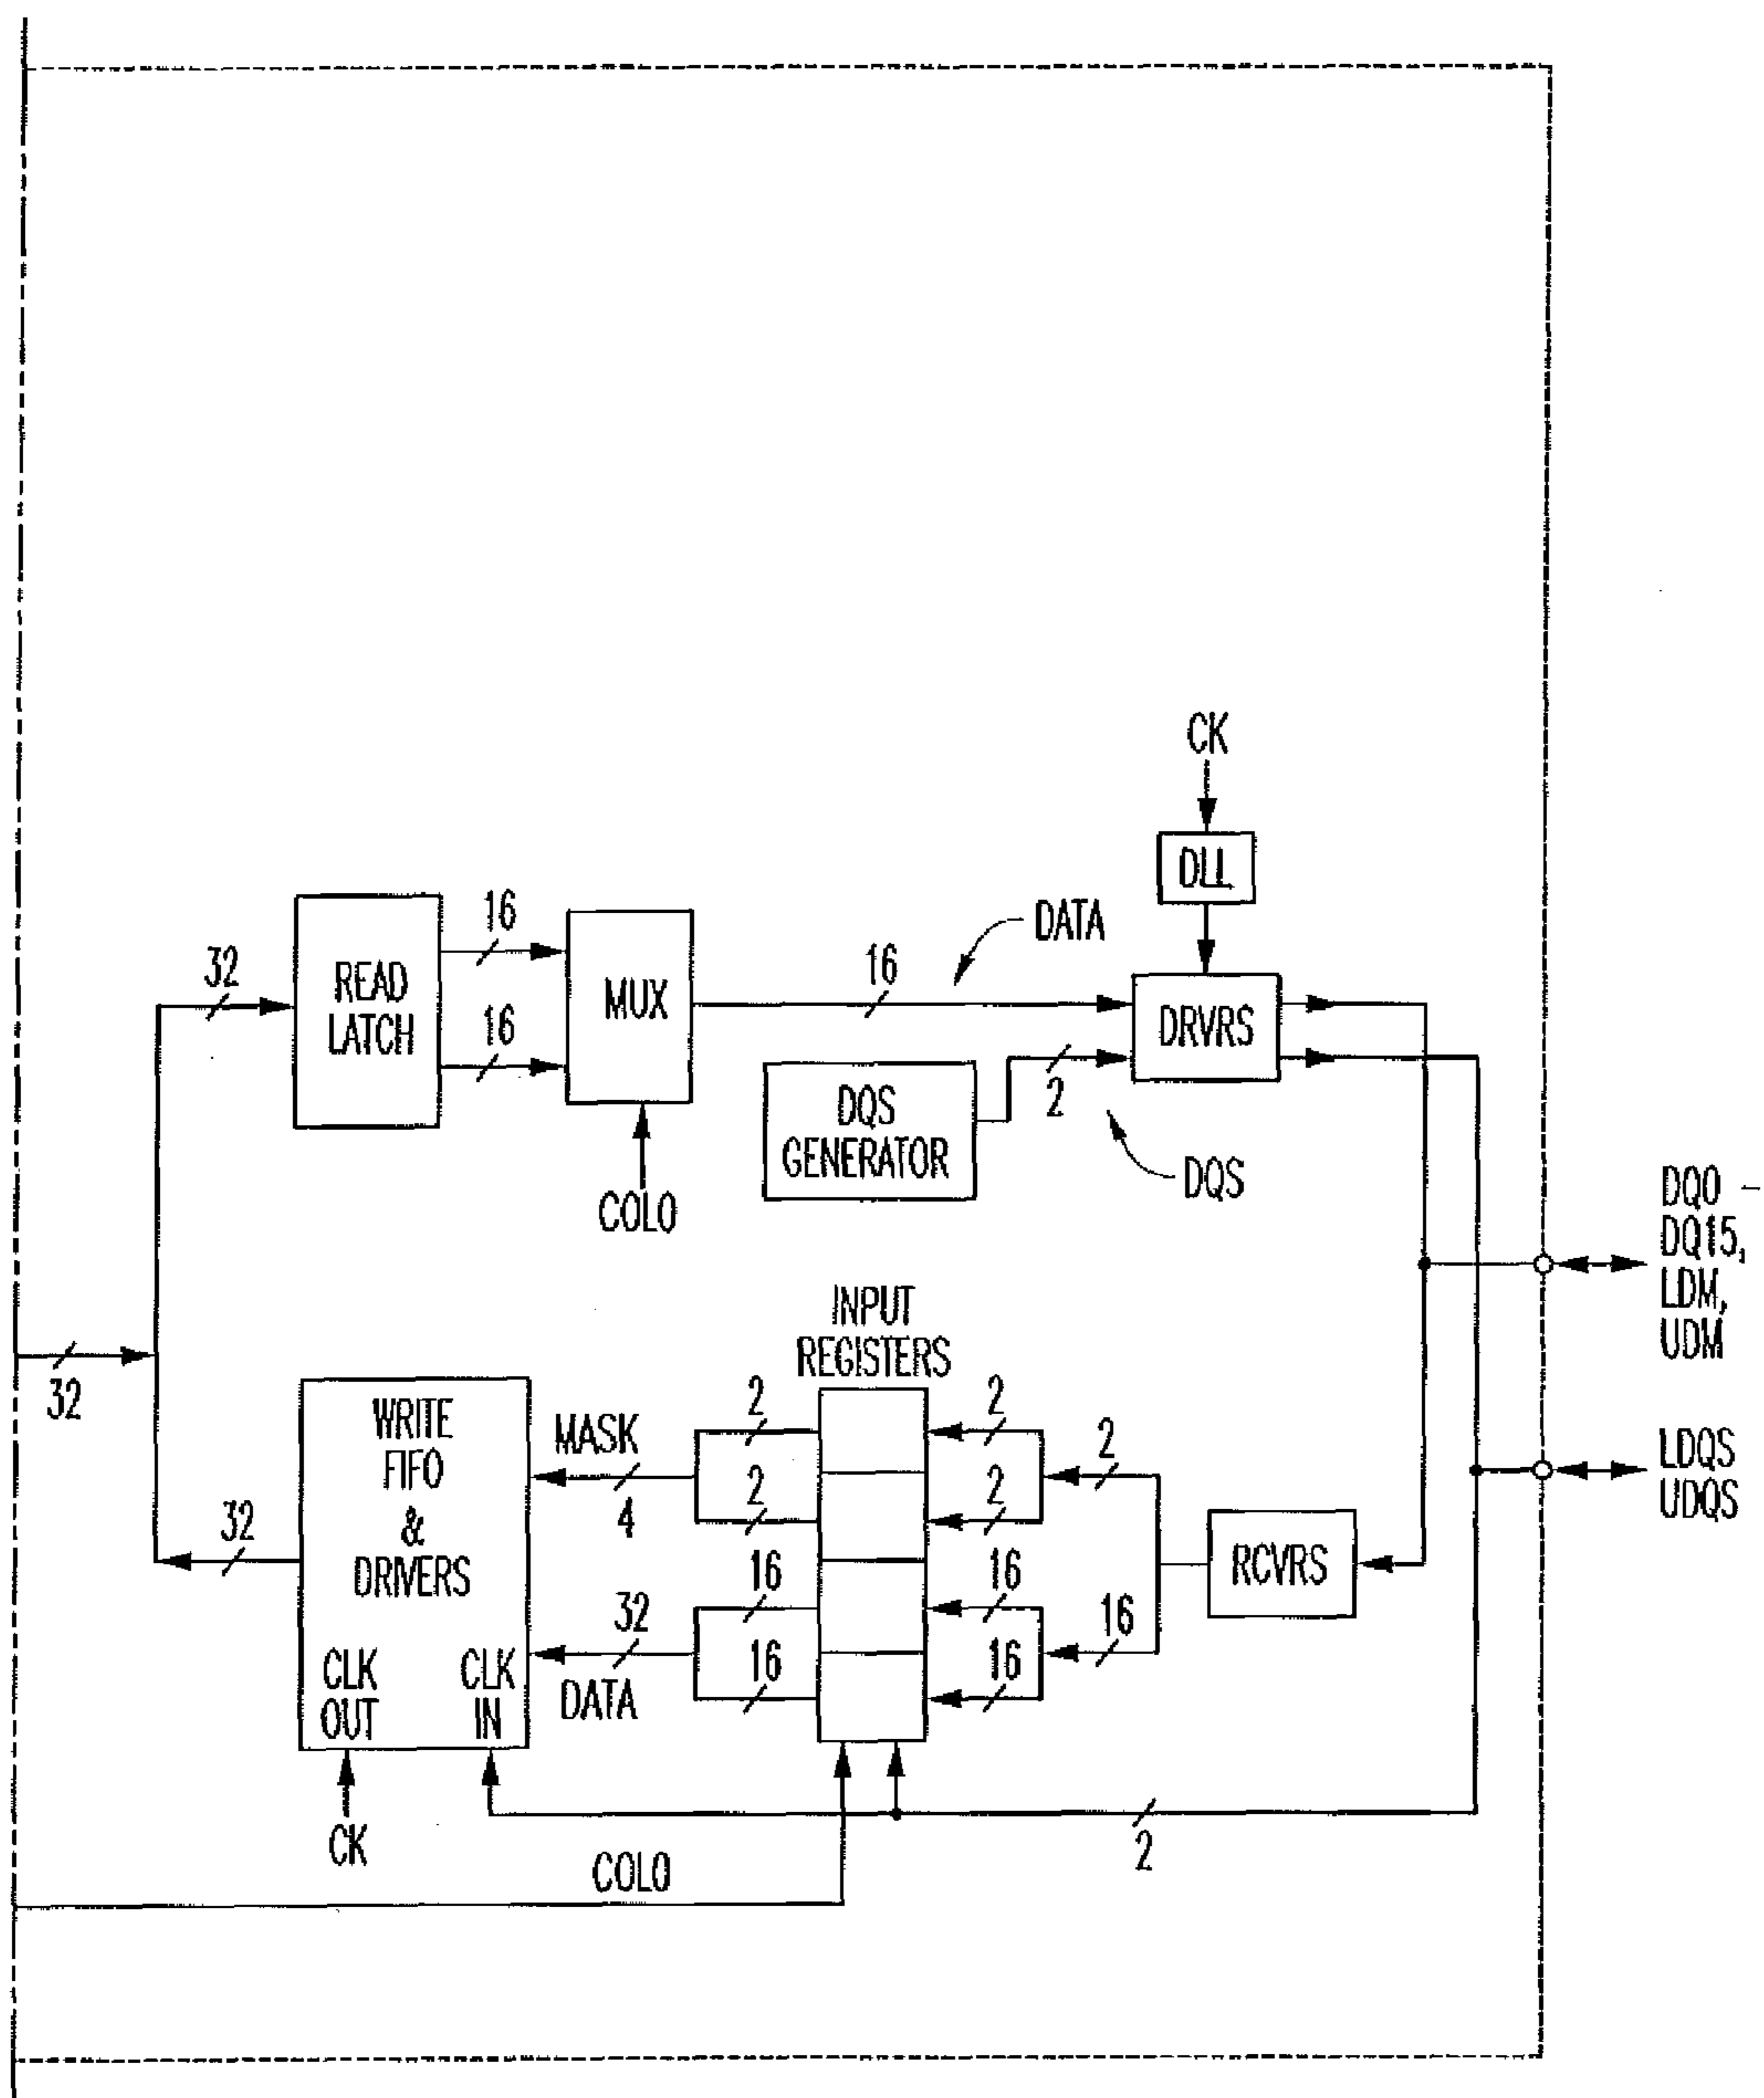 CK
DLL
DATA
16
32
READ
LATCH
16
16
MUX
DRVRS
2
DQS
GENERATOR
DQS
COL0
DQ0 –
DQ15,
LDM,
UDM
INPUT
REGISTERS
32
WRITE
FIFO
&
DRIVERS
MASK
4
2
2
2
2
2
LDQS
UDQS
32
RCVRS
16
16
16
32
16
16
DATA
CLK
OUT
CLK
IN
CK
2
COL0